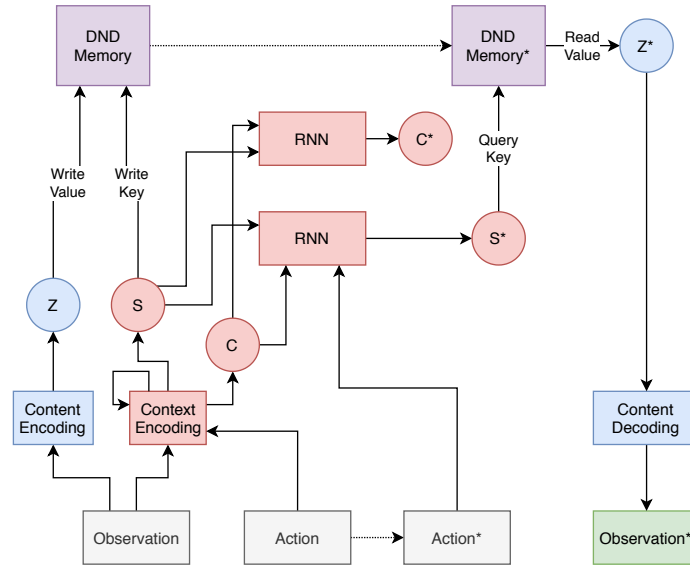 DND
Memory
DND
Memory*
Read
Value
Z*
RNN
C*
Write
Value
Write
Key
Query
Key
RNN
S*
Z
S
C
Content
Encoding
Context
Encoding
Content
Decoding
Observation
Action
Action*
Observation*